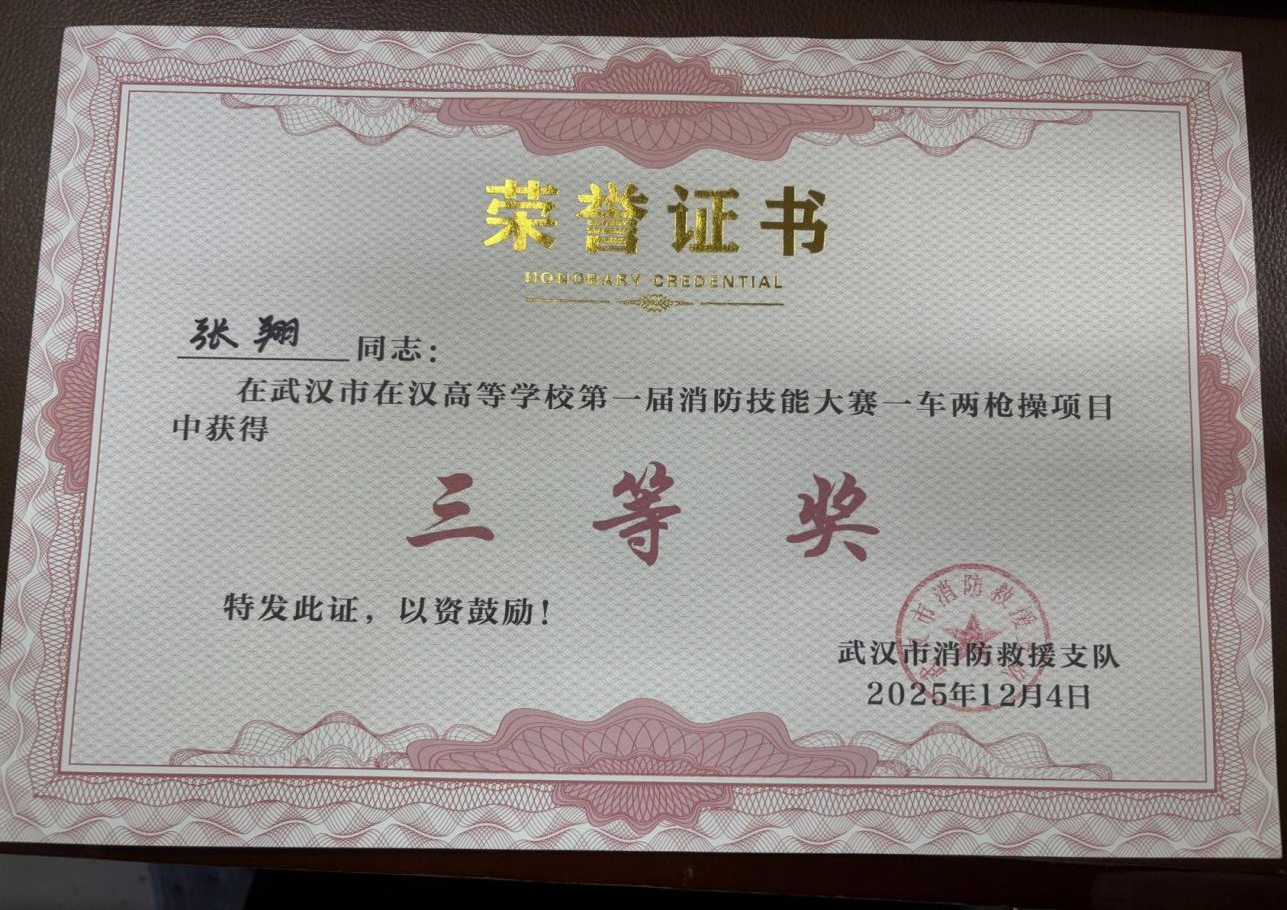 荣誉证书
HONORARY CREDENTIAL
张翔 同志：
在武汉市在汉高等学校第一届消防技能大赛一车两枪操项目
中获得
三等奖
特发此证，以资鼓励！
武汉市消防救援支队
2025年12月4日